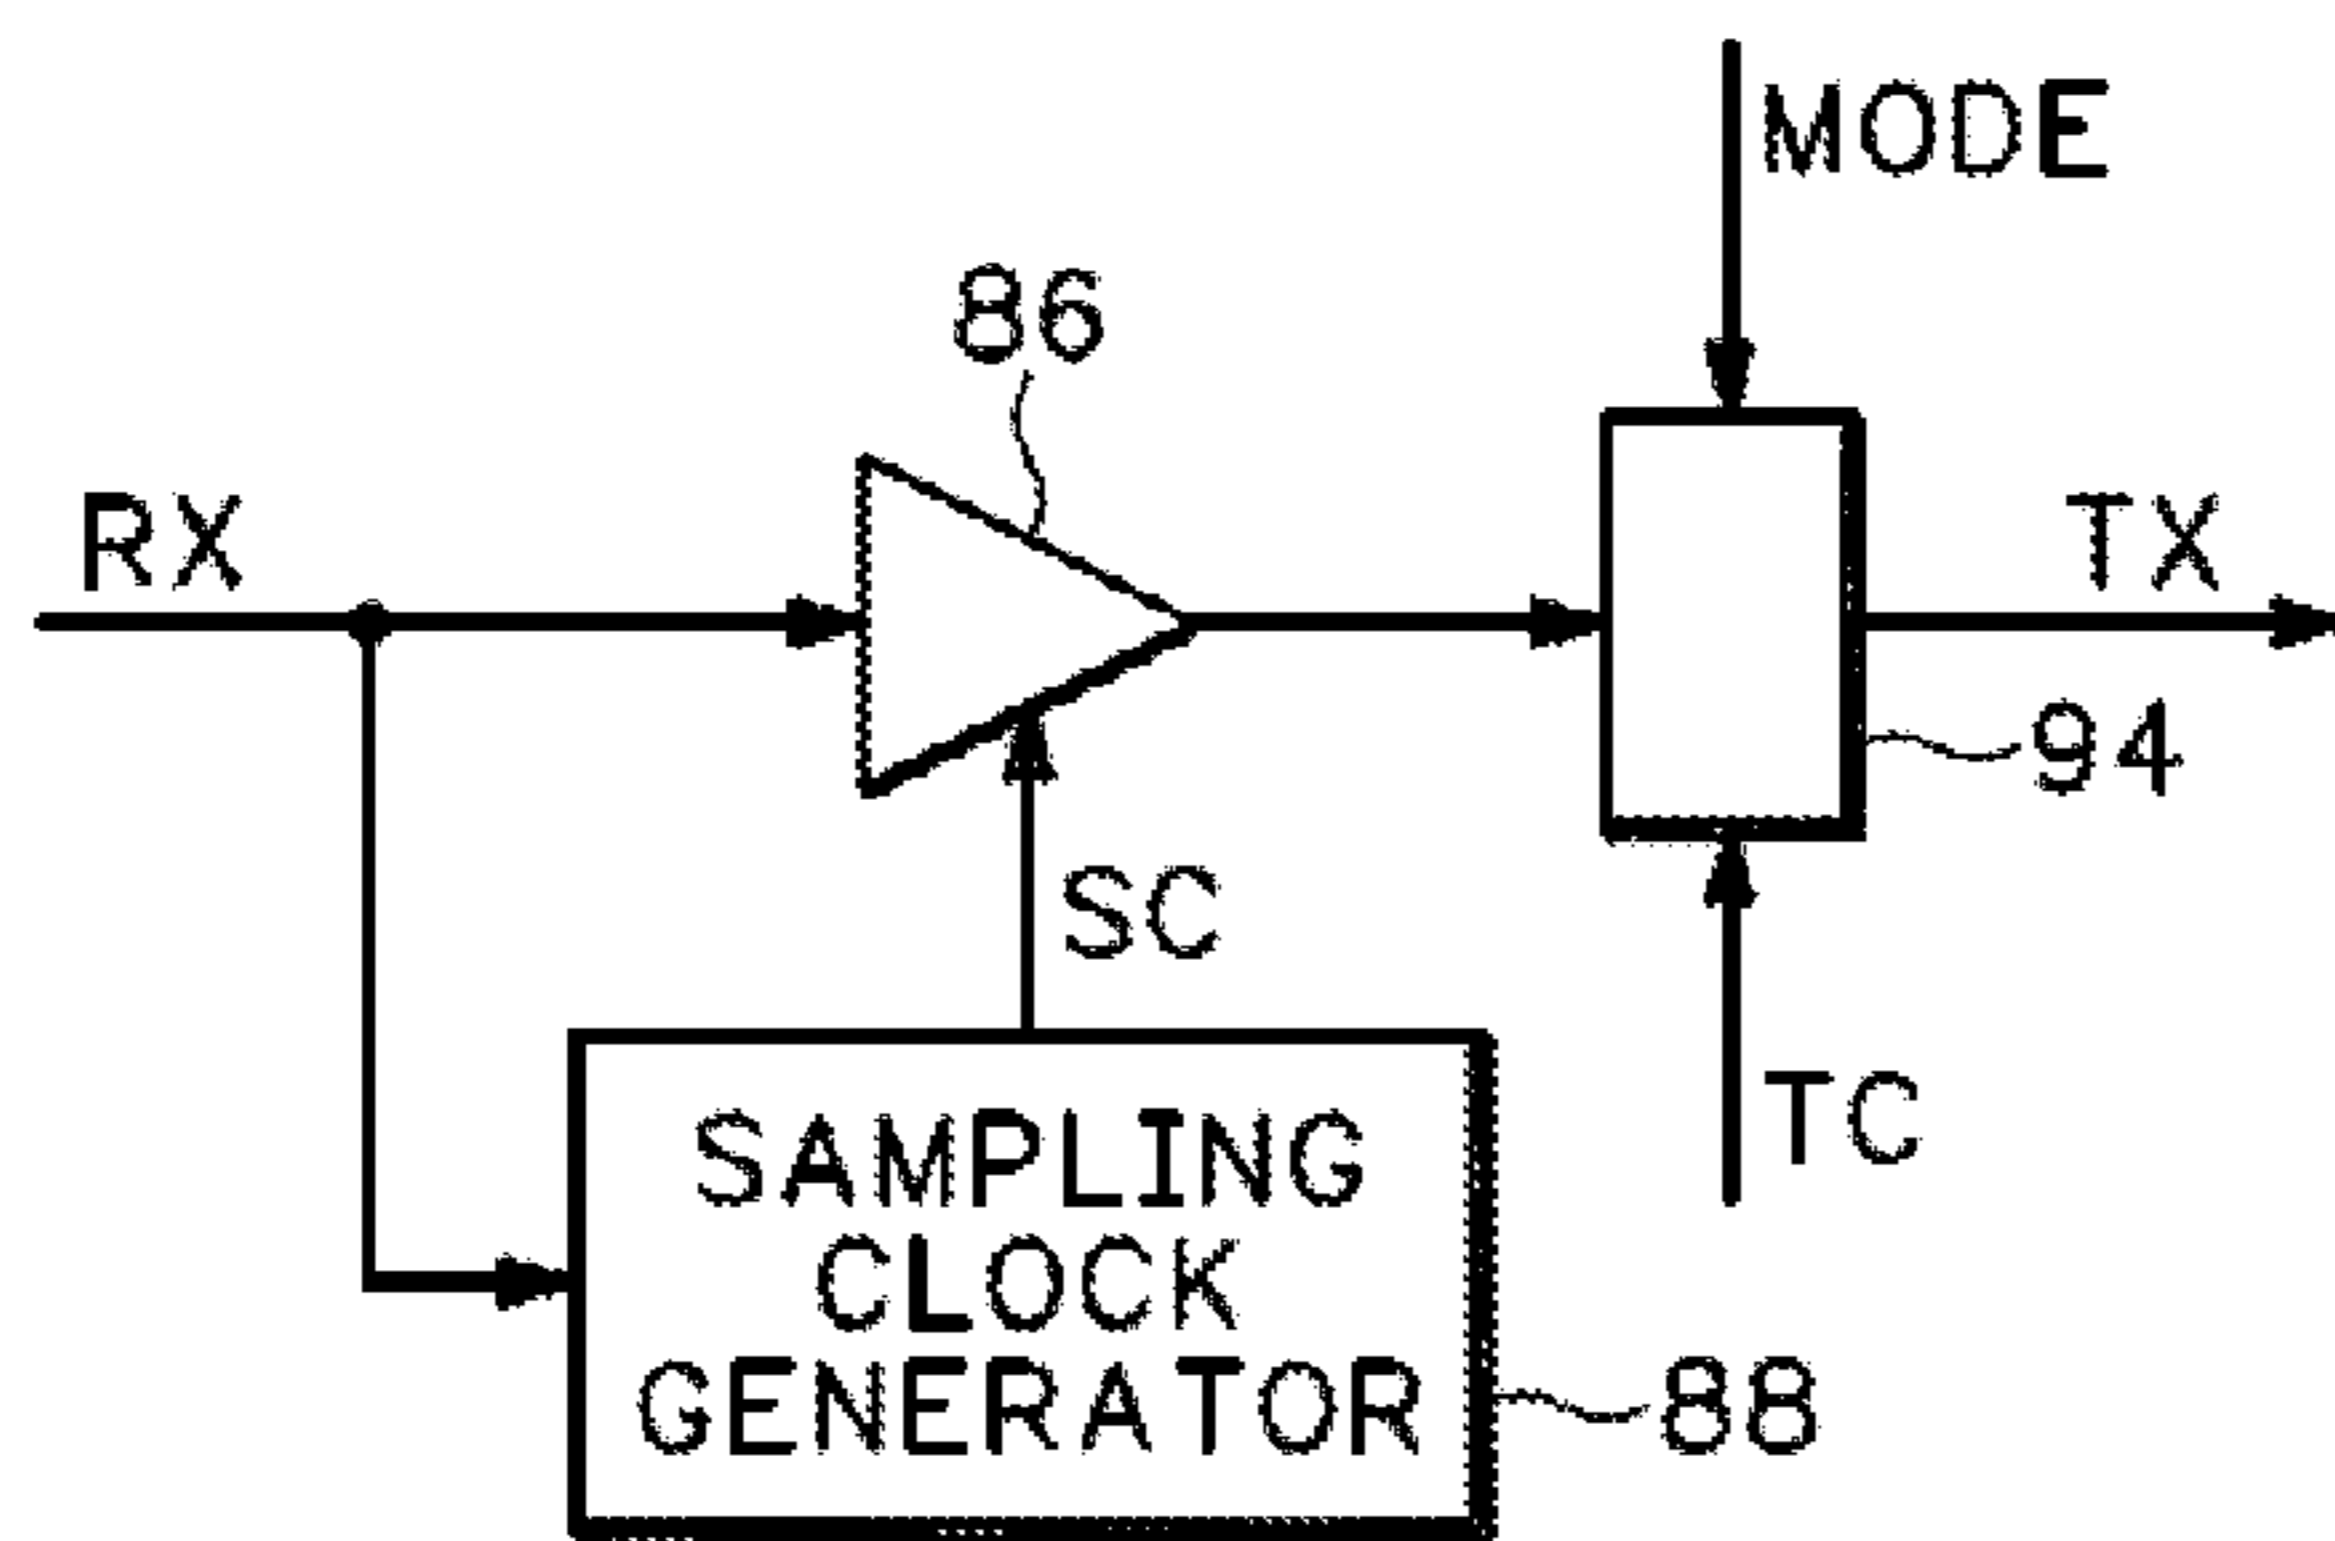 MODE
86
RX
TX
94
SC
TC
SAMPLING
CLOCK
GENERATOR
88